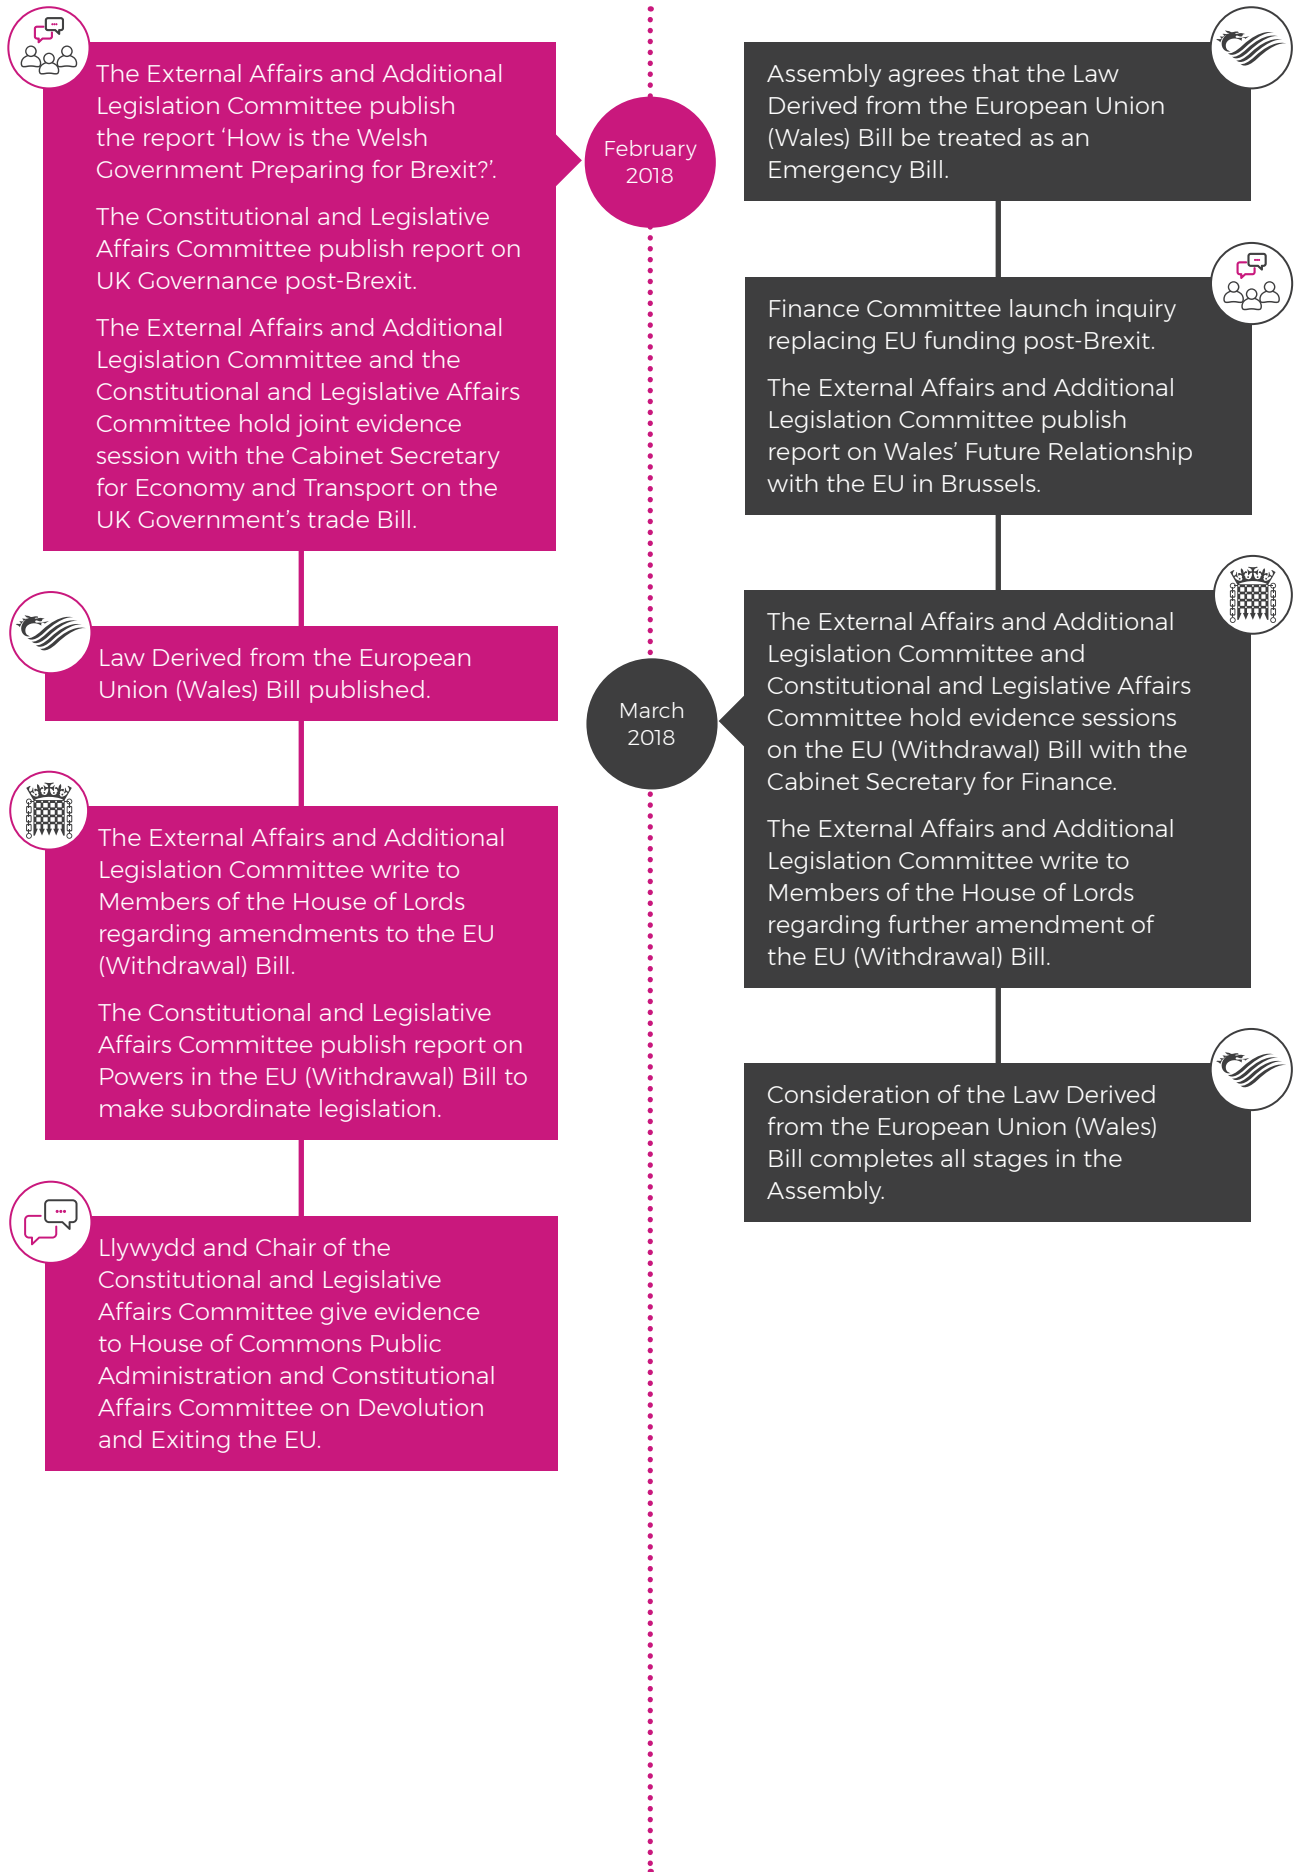 The External Affairs and Additional
Legislation Committee publish
the report ‘How is the Welsh
Government Preparing for Brexit?’.
The Constitutional and Legislative
Affairs Committee publish report on
UK Governance post-Brexit.
The External Affairs and Additional
Legislation Committee and the
Constitutional and Legislative Affairs
Committee hold joint evidence
session with the Cabinet Secretary
for Economy and Transport on the
UK Government’s trade Bill.
Law Derived from the European
Union (Wales) Bill published.
The External Affairs and Additional
Legislation Committee write to
Members of the House of Lords
regarding amendments to the EU
(Withdrawal) Bill.
The Constitutional and Legislative
Affairs Committee publish report on
Powers in the EU (Withdrawal) Bill to
make subordinate legislation.
Llywydd and Chair of the
Constitutional and Legislative
Affairs Committee give evidence
to House of Commons Public
Administration and Constitutional
Affairs Committee on Devolution
and Exiting the EU.
February
2018
March
2018
Assembly agrees that the Law
Derived from the European Union
(Wales) Bill be treated as an
Emergency Bill.
Finance Committee launch inquiry
replacing EU funding post-Brexit.
The External Affairs and Additional
Legislation Committee publish
report on Wales’ Future Relationship
with the EU in Brussels.
The External Affairs and Additional
Legislation Committee and
Constitutional and Legislative Affairs
Committee hold evidence sessions
on the EU (Withdrawal) Bill with the
Cabinet Secretary for Finance.
The External Affairs and Additional
Legislation Committee write to
Members of the House of Lords
regarding further amendment of
the EU (Withdrawal) Bill.
Consideration of the Law Derived
from the European Union (Wales)
Bill completes all stages in the
Assembly.